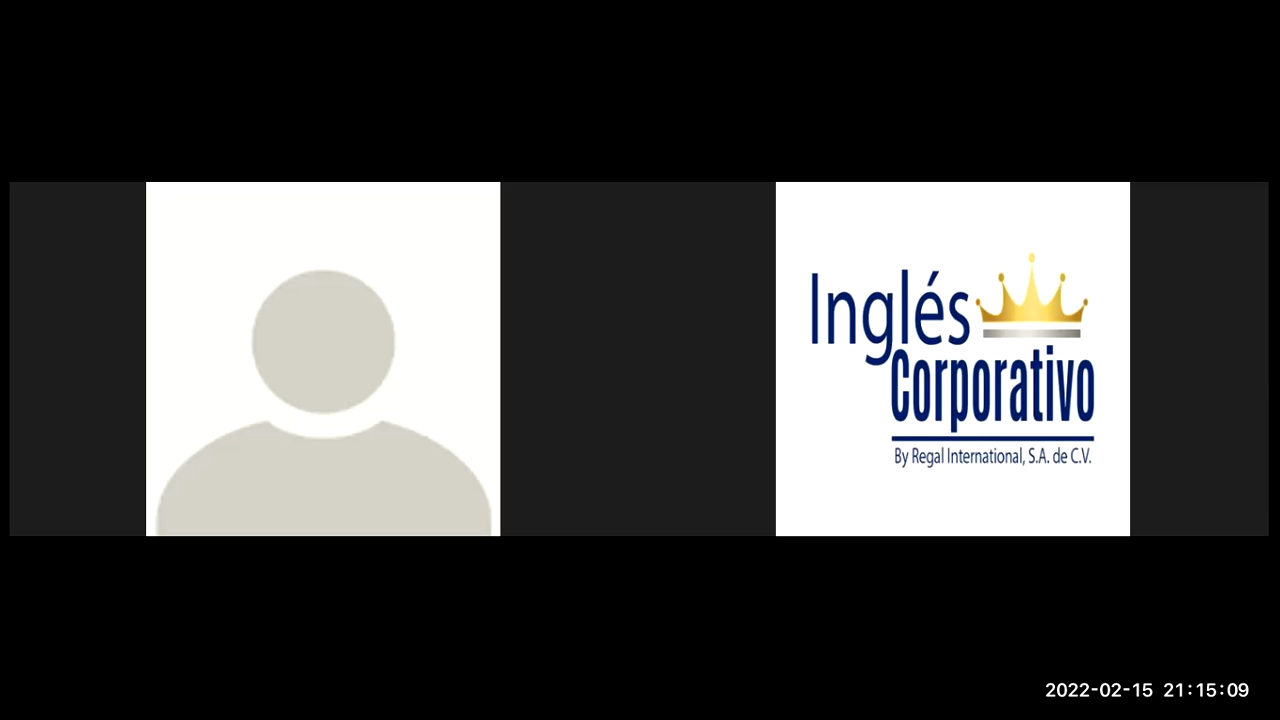 Inglés
Corporativo
By Regal International, S.A. de C.V.
2022-02-15 21:15:09